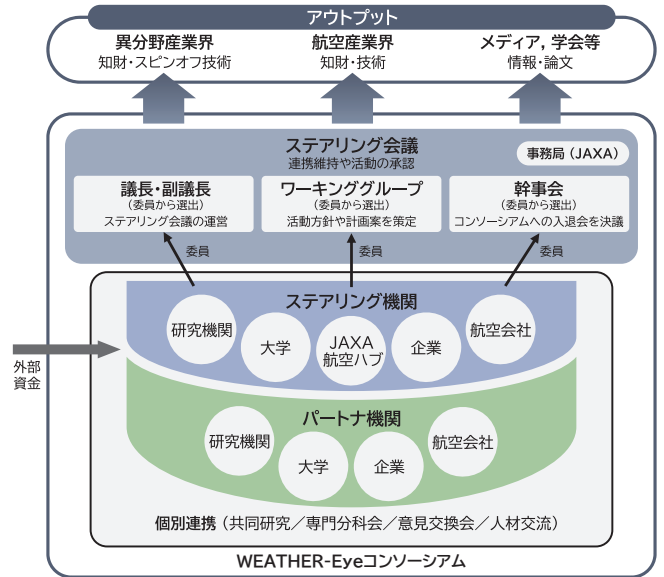 アウトプット
異分野産業界
知財・スピンオフ技術
航空産業界
知財・技術
メディア, 学会等
情報・論文
ステアリング会議
連携維持や活動の承認
事務局(JAXA)
議長・副議長
(委員から選出)
ステアリング会議の運営
ワーキンググループ
(委員から選出)
活動方針や計画案を策定
幹事会
(委員から選出)
コンソーシアムへの入退会を決議
委員
委員
委員
ステアリング機関
研究機関
大学
JAXA
航空ハブ
企業
航空会社
外部
資金
パートナ機関
研究機関
大学
企業
航空会社
個別連携(共同研究/専門分科会/意見交換会/人材交流)
WEATHER-Eyeコンソーシアム